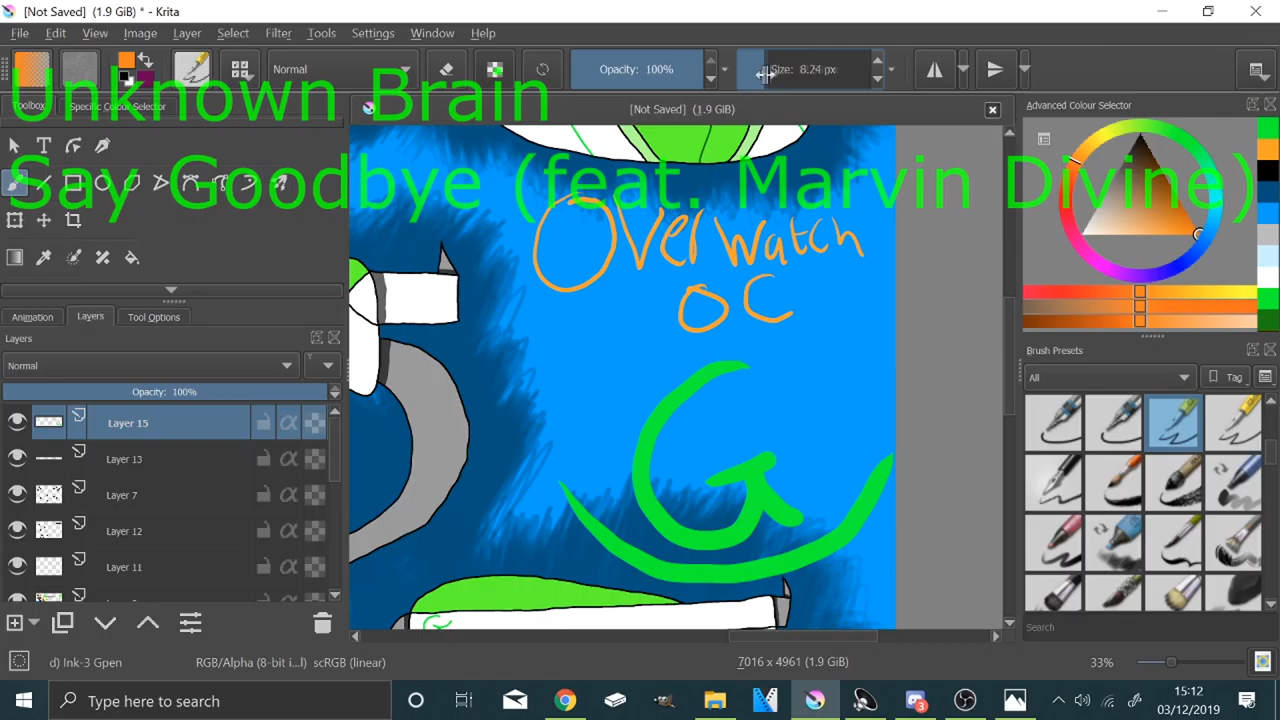 [Not Saved] (1.9 GiB) * - Krita
File Edit View Image Layer Select Filter Tools Settings Window Help
Normal
Opacity: 100%
Size: 8.24 px
Unknown Brain
Say Goodbye (feat. Marvin Divine)
Toolbox
Specific Colour Selector
[Not Saved] (1.9 GiB)
Advanced Colour Selector
Overwatch
OC
G
G
Animation
Layers
Tool Options
Layers
Normal
Opacity: 100%
Layer 15
Layer 13
Layer 7
Layer 12
Layer 11
Brush Presets
All
Tag
Search
d) Ink-3 Gpen
RGB/Alpha (8-bit i...l) scRGB (linear)
7016 x 4961 (1.9 GiB)
33%
Type here to search
3
15:12
03/12/2019